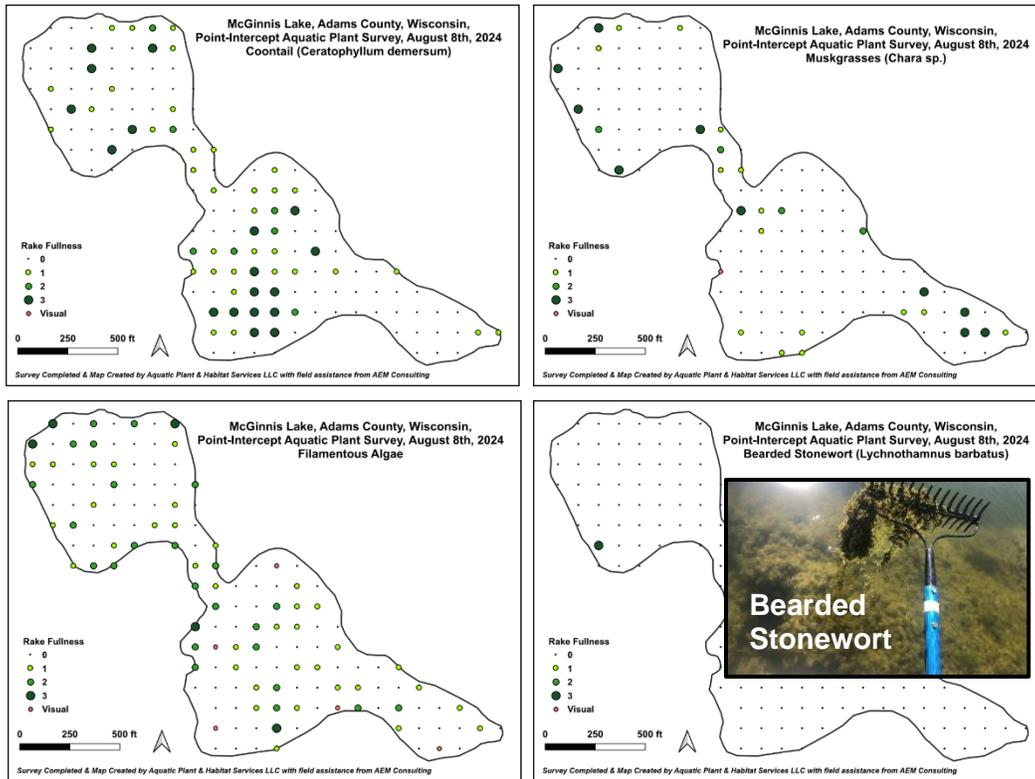 McGinnis Lake, Adams County, Wisconsin,
Point-Intercept Aquatic Plant Survey, August 8th, 2024
Coontail (Ceratophyllum demersum)
Rake Fullness
0
1
2
3
Visual
0 250 500 ft
Survey Completed & Map Created by Aquatic Plant & Habitat Services LLC with field assistance from AEM Consulting
McGinnis Lake, Adams County, Wisconsin,
Point-Intercept Aquatic Plant Survey, August 8th, 2024
Muskgrasses (Chara sp.)
Rake Fullness
0
1
2
3
Visual
0 250 500 ft
Survey Completed & Map Created by Aquatic Plant & Habitat Services LLC with field assistance from AEM Consulting
McGinnis Lake, Adams County, Wisconsin,
Point-Intercept Aquatic Plant Survey, August 8th, 2024
Filamentous Algae
Rake Fullness
0
1
2
3
Visual
0 250 500 ft
Survey Completed & Map Created by Aquatic Plant & Habitat Services LLC with field assistance from AEM Consulting
McGinnis Lake, Adams County, Wisconsin,
Point-Intercept Aquatic Plant Survey, August 8th, 2024
Bearded Stonewort (Lychnothamnus barbatus)
Bearded
Stonewort
Rake Fullness
0
1
2
3
Visual
0 250 500 ft
Survey Completed & Map Created by Aquatic Plant & Habitat Services LLC with field assistance from AEM Consulting